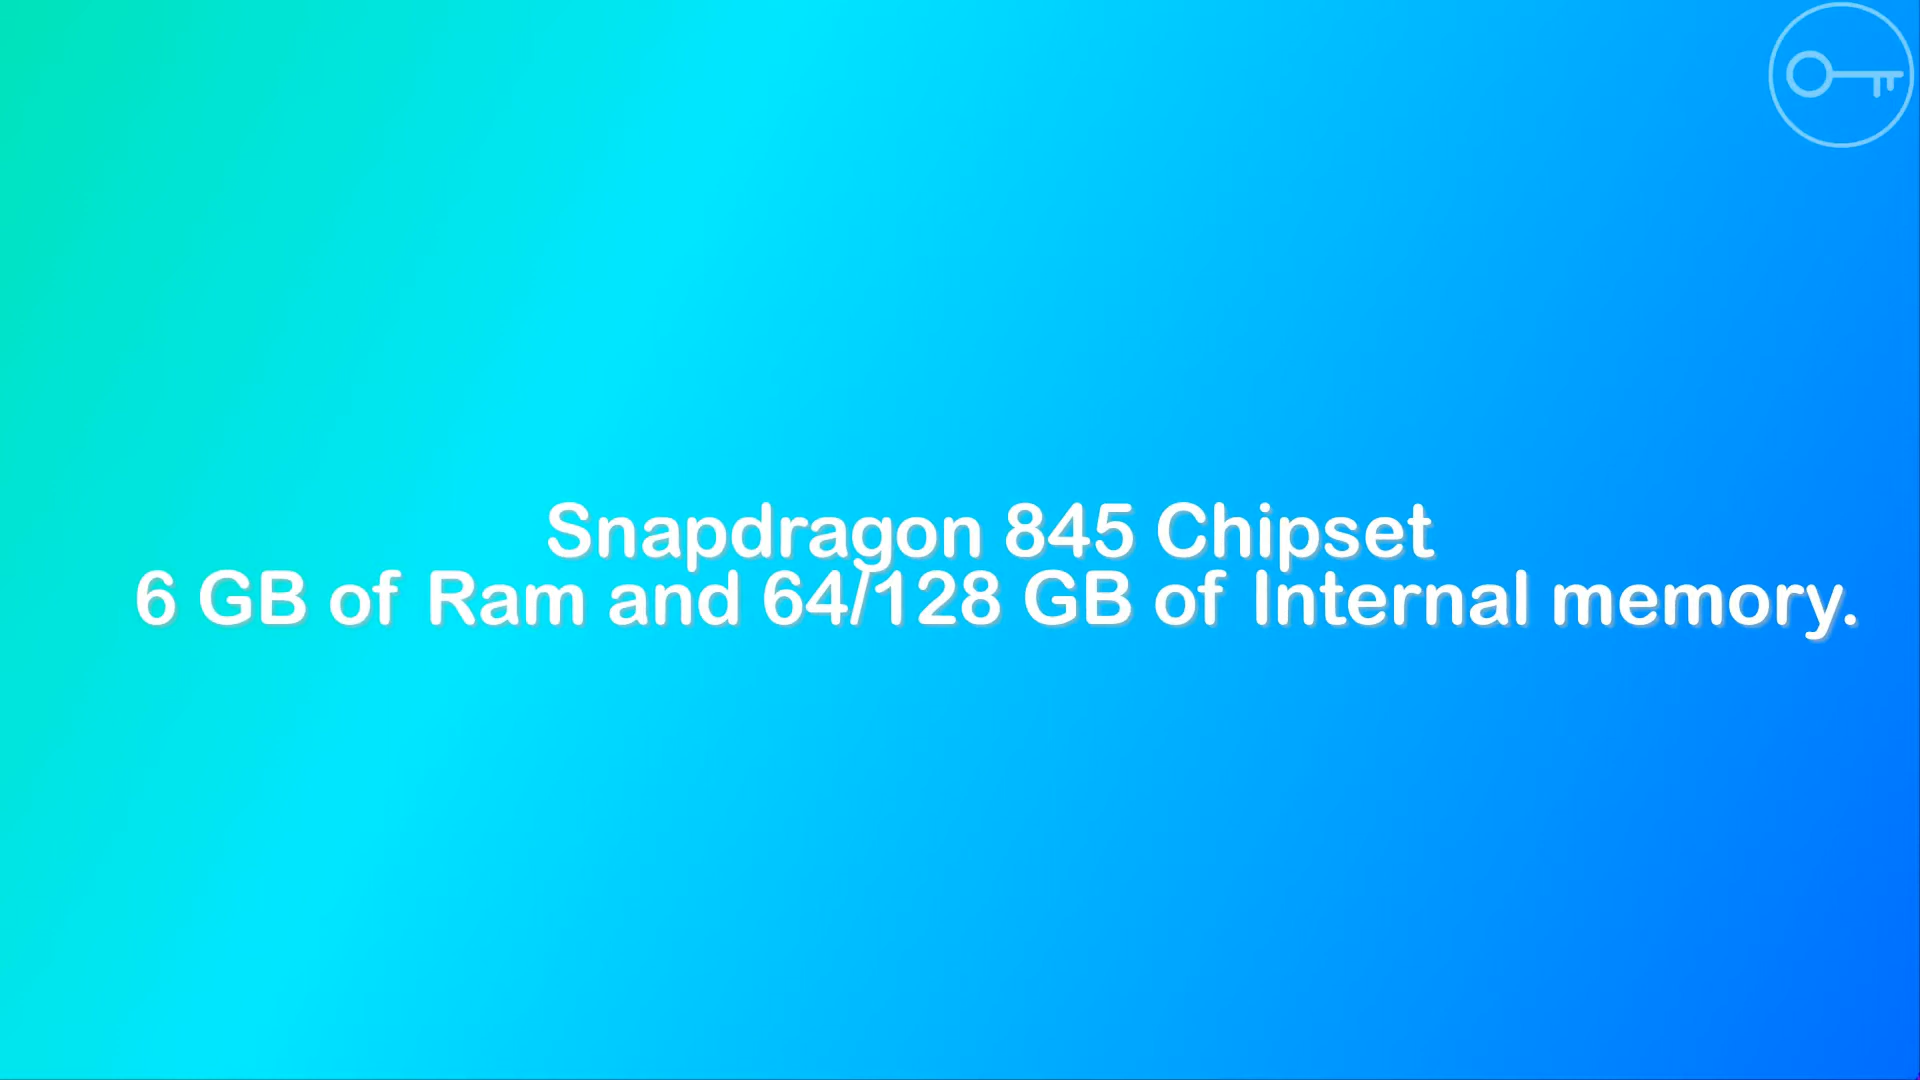 Snapdragon 845 Chipset
6 GB of Ram and 64/128 GB of Internal memory.